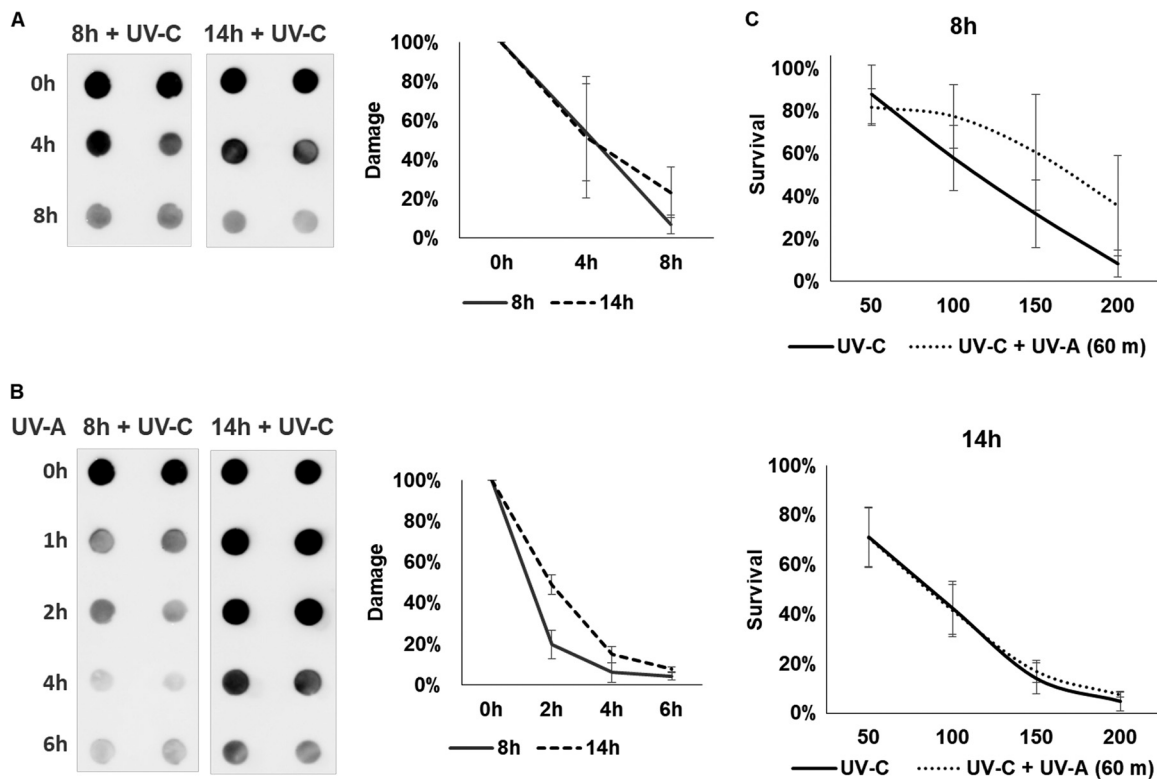 A
8h + UV-C 14h + UV-C
0h
4h
8h
Damage
100%
80%
60%
40%
20%
0%
0h 4h 8h
8h 14h
C
8h
Survival
100%
80%
60%
40%
20%
0%
50 100 150 200
UV-C UV-C + UV-A (60 m)
B
UV-A 8h + UV-C 14h + UV-C
0h
1h
2h
4h
6h
Damage
100%
80%
60%
40%
20%
0%
0h 2h 4h 6h
8h 14h
14h
Survival
100%
80%
60%
40%
20%
0%
50 100 150 200
UV-C UV-C + UV-A (60 m)